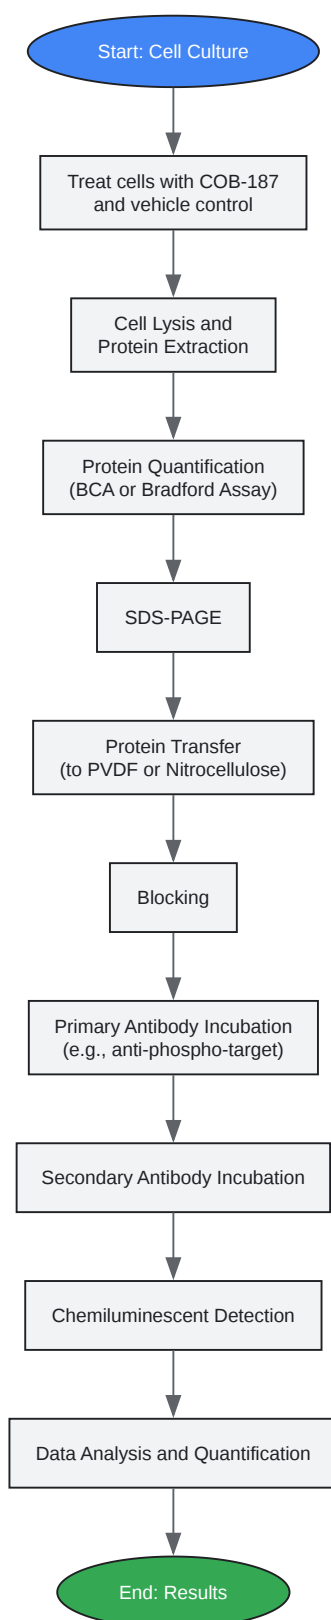 Start: Cell Culture
Treat cells with COB-187
and vehicle control
Cell Lysis and
Protein Extraction
Protein Quantification
(BCA or Bradford Assay)
SDS-PAGE
Protein Transfer
(to PVDF or Nitrocellulose)
Blocking
Primary Antibody Incubation
(e.g., anti-phospho-target)
Secondary Antibody Incubation
Chemiluminescent Detection
Data Analysis and Quantification
End: Results